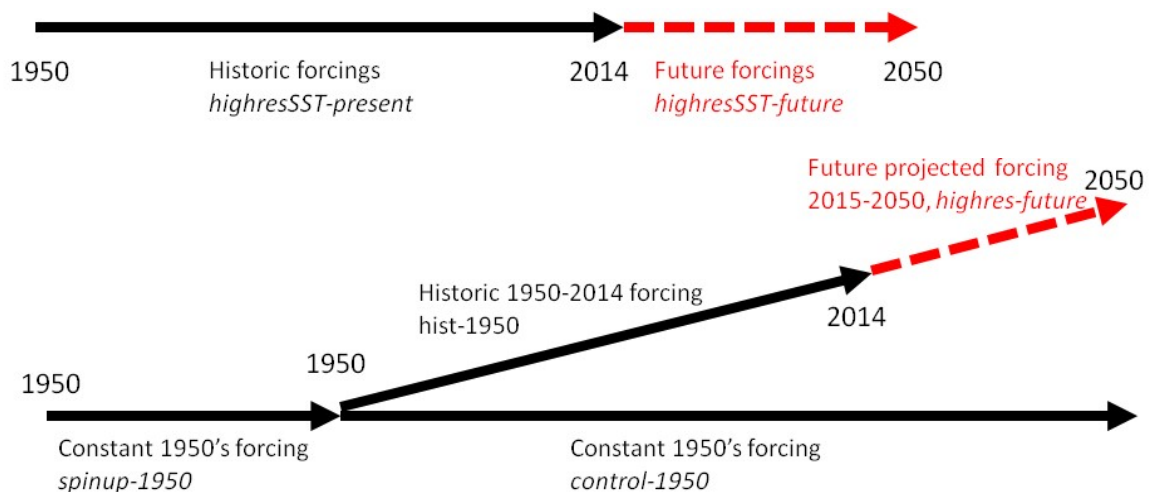 1950
Historic forcings
highresSST-present
2014
Future forcings
highresSST-future
2050
Future projected forcing
2015-2050, highres-future
2050
Historic 1950-2014 forcing
hist-1950
2014
1950
1950
Constant 1950's forcing
spinup-1950
Constant 1950's forcing
control-1950